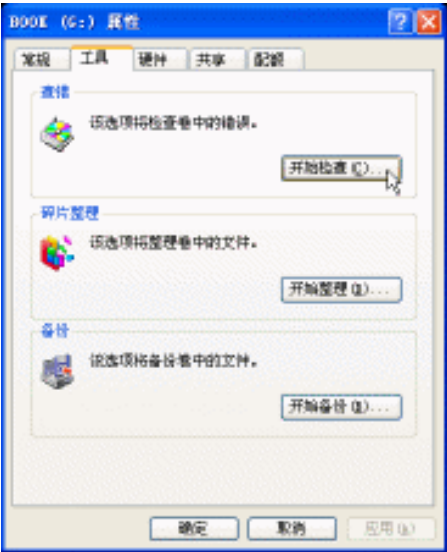 BOOK (G:) 属性
常规 工具 硬件 共享 配额
查错
该选项将检查卷中的错误。
开始检查(C)...
碎片整理
该选项将整理卷中的文件。
开始整理(D)...
备份
该选项将备份卷中的文件。
开始备份(B)...
确定 取消 应用(A)